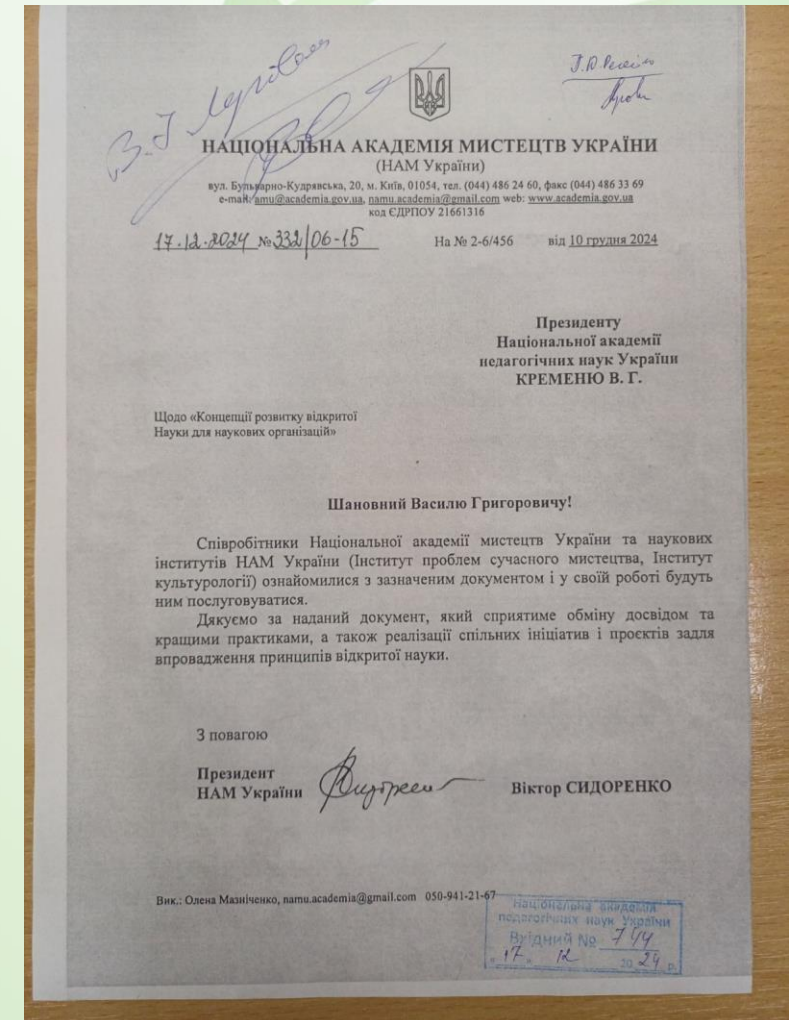 НАЦІОНАЛЬНА АКАДЕМІЯ МИСТЕЦТВ УКРАЇНИ
(НАМ України)
вул. Бульварно-Кудрявська, 20, м. Київ, 01054, тел. (044) 486 24 60, факс (044) 486 33 69
e-mail: amu@academia.gov.ua, namu.academia@gmail.com web: www.academia.gov.ua
код ЄДРПОУ 21661316
17.12.2024 № 332/06-15 На № 2-6/456 від 10 грудня 2024
Президенту
Національної академії
педагогічних наук України
КРЕМЕНЮ В. Г.
Щодо «Концепції розвитку відкритої
Науки для наукових організацій»
Шановний Василю Григоровичу!
Співробітники Національної академії мистецтв України та наукових
інститутів НАМ України (Інститут проблем сучасного мистецтва, Інститут
культурології) ознайомилися з зазначеним документом і у своїй роботі будуть
ним послуговуватися.
Дякуємо за наданий документ, який сприятиме обміну досвідом та
кращими практиками, а також реалізації спільних ініціатив і проєктів задля
впровадження принципів відкритої науки.
З повагою
Президент
НАМ України Віктор СИДОРЕНКО
Вик.: Олена Мазніченко, namu.academia@gmail.com 050-941-21-67
Національна академія
педагогічних наук України
Вхідний № 744
"17" 12 2024 р.